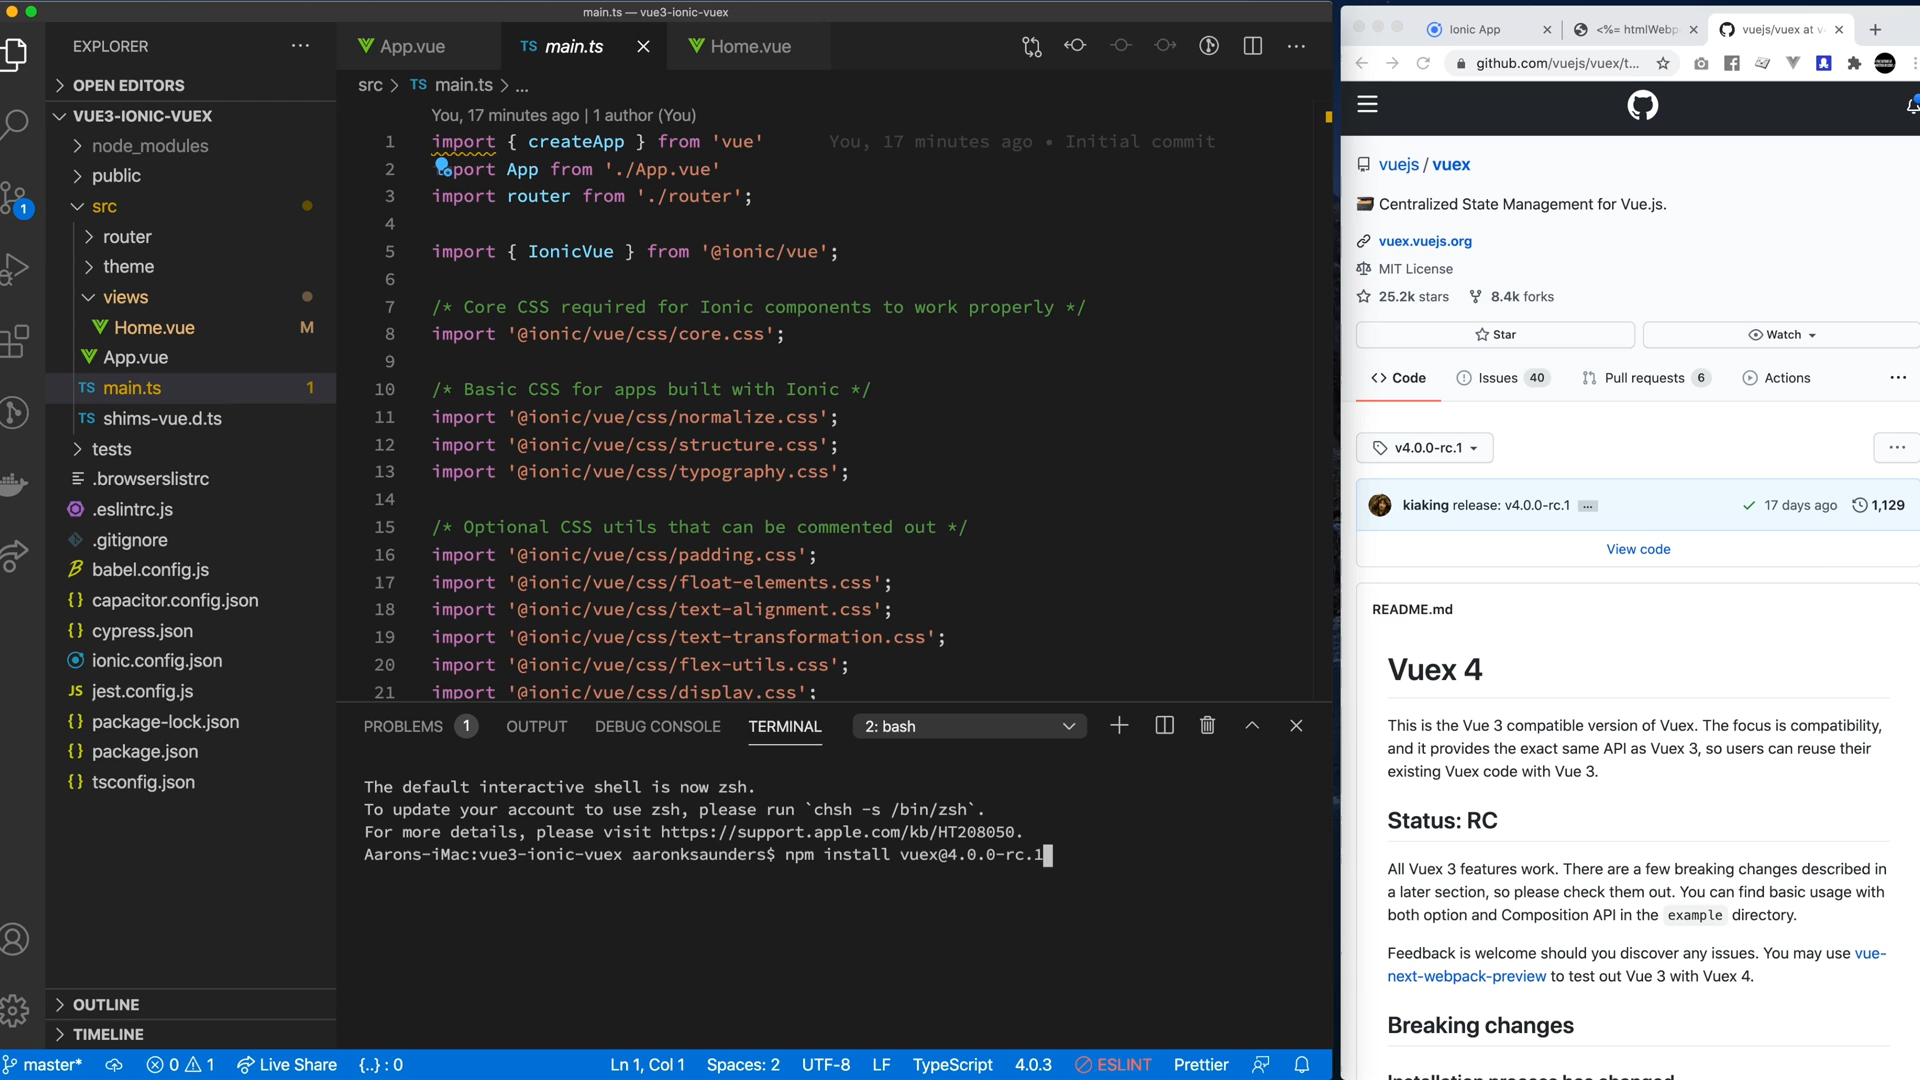 main.ts — vue3-ionic-vuex
EXPLORER
OPEN EDITORS
VUE3-IONIC-VUEX
node_modules
public
src
router
theme
views
Home.vue M
App.vue
TS main.ts 1
TS shims-vue.d.ts
tests
.browserslistrc
.eslintrc.js
.gitignore
babel.config.js
{} capacitor.config.json
{} cypress.json
ionic.config.json
JS jest.config.js
{} package-lock.json
{} package.json
{} tsconfig.json
OUTLINE
TIMELINE
1
App.vue
TS main.ts
Home.vue
src > TS main.ts > ...
You, 17 minutes ago | 1 author (You)
1 import { createApp } from 'vue' You, 17 minutes ago • Initial commit
2 port App from './App.vue'
3 import router from './router';
4
5 import { IonicVue } from '@ionic/vue';
6
7 /* Core CSS required for Ionic components to work properly */
8 import '@ionic/vue/css/core.css';
9
10 /* Basic CSS for apps built with Ionic */
11 import '@ionic/vue/css/normalize.css';
12 import '@ionic/vue/css/structure.css';
13 import '@ionic/vue/css/typography.css';
14
15 /* Optional CSS utils that can be commented out */
16 import '@ionic/vue/css/padding.css';
17 import '@ionic/vue/css/float-elements.css';
18 import '@ionic/vue/css/text-alignment.css';
19 import '@ionic/vue/css/text-transformation.css';
20 import '@ionic/vue/css/flex-utils.css';
21 import '@ionic/vue/css/display.css';
PROBLEMS 1 OUTPUT DEBUG CONSOLE TERMINAL 2: bash
The default interactive shell is now zsh.
To update your account to use zsh, please run `chsh -s /bin/zsh`.
For more details, please visit https://support.apple.com/kb/HT208050.
Aarons-iMac:vue3-ionic-vuex aaronksaunders$ npm install vuex@4.0.0-rc.1
master* 0 1 Live Share {..} : 0 Ln 1, Col 1 Spaces: 2 UTF-8 LF TypeScript 4.0.3 ESLINT Prettier
Ionic App
<%= htmlWebp
vuejs/vuex at v
github.com/vuejs/vuex/t...
vuejs / vuex
Centralized State Management for Vue.js.
vuex.vuejs.org
MIT License
25.2k stars 8.4k forks
Star Watch
Code Issues 40 Pull requests 6 Actions ...
v4.0.0-rc.1 ...
kiaking release: v4.0.0-rc.1 ... 17 days ago 1,129
View code
README.md
Vuex 4
This is the Vue 3 compatible version of Vuex. The focus is compatibility,
and it provides the exact same API as Vuex 3, so users can reuse their
existing Vuex code with Vue 3.
Status: RC
All Vuex 3 features work. There are a few breaking changes described in
a later section, so please check them out. You can find basic usage with
both option and Composition API in the example directory.
Feedback is welcome should you discover any issues. You may use vue-
next-webpack-preview to test out Vue 3 with Vuex 4.
Breaking changes
Installation process has changed